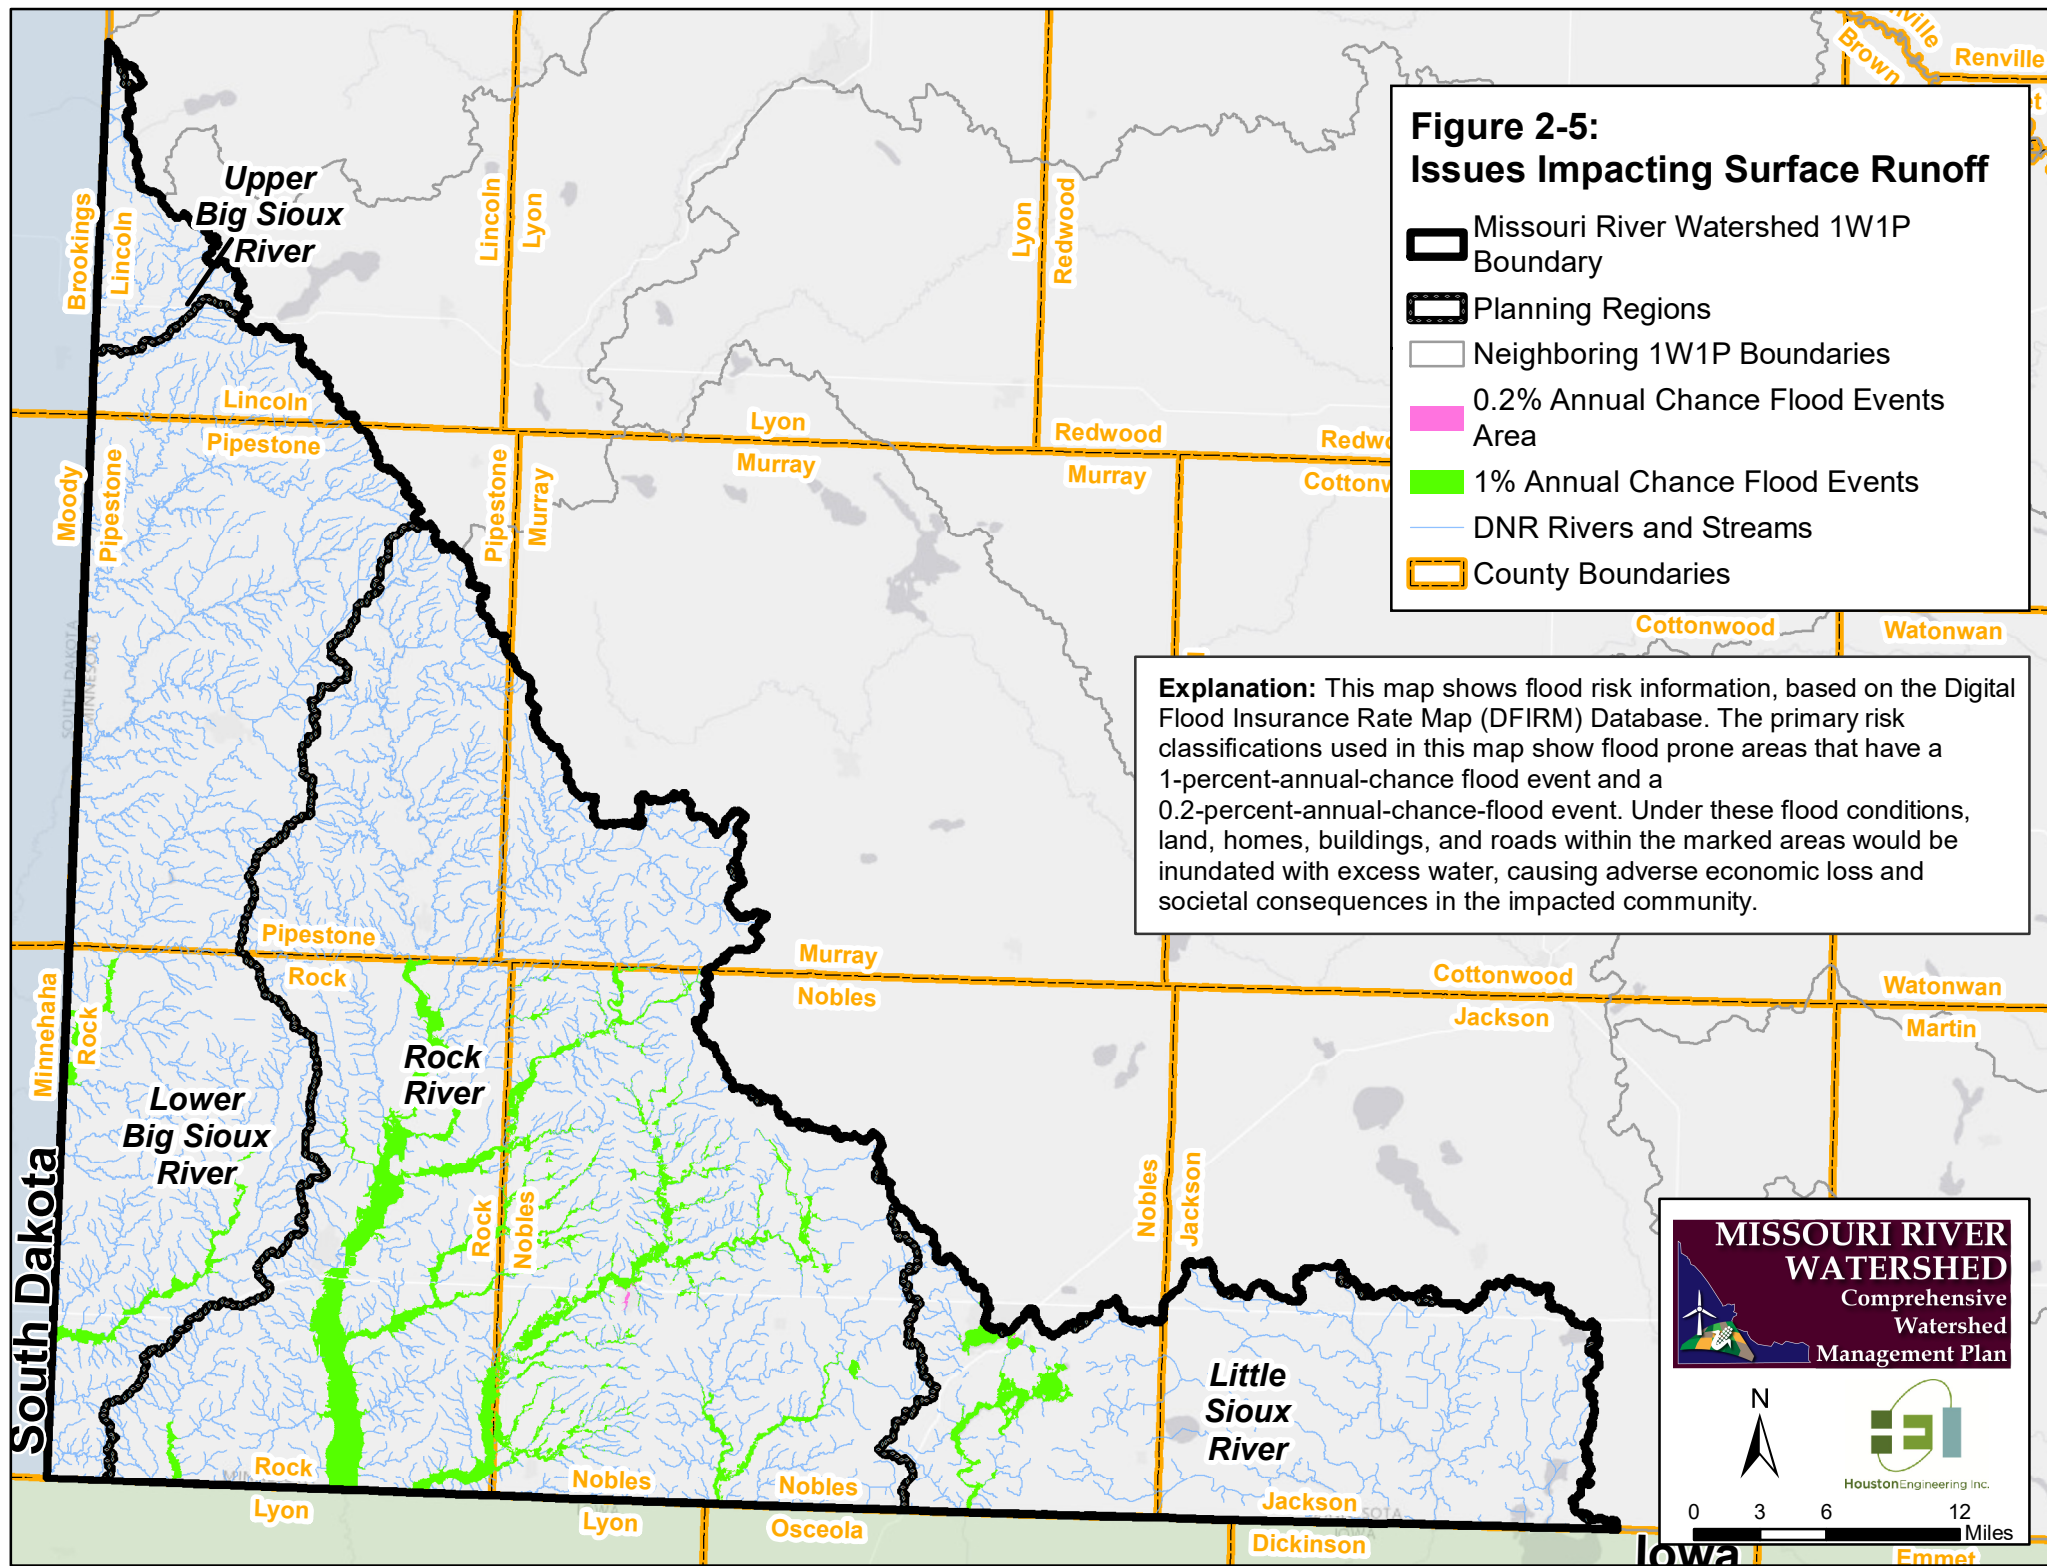 Figure 2-5:
Issues Impacting Surface Runoff
Missouri River Watershed 1W1P
Boundary
Planning Regions
Neighboring 1W1P Boundaries
0.2% Annual Chance Flood Events
Area
1% Annual Chance Flood Events
DNR Rivers and Streams
County Boundaries
Explanation: This map shows flood risk information, based on the Digital
Flood Insurance Rate Map (DFIRM) Database. The primary risk
classifications used in this map show flood prone areas that have a
1-percent-annual-chance flood event and a
0.2-percent-annual-chance-flood event. Under these flood conditions,
land, homes, buildings, and roads within the marked areas would be
inundated with excess water, causing adverse economic loss and
societal consequences in the impacted community.
Upper
Big Sioux
River
Brookings
Lincoln
Lincoln
Lyon
Lyon
Redwood
Brown
Renville
Lincoln
Pipestone
Lyon
Murray
Redwood
Murray
Moody
Pipestone
Pipestone
Murray
SOUTH DAKOTA
MINNESOTA
Cottonwood
Watonwan
Pipestone
Rock
Murray
Nobles
Cottonwood
Jackson
Watonwan
Martin
Minnehaha
Rock
Rock
River
Lower
Big Sioux
River
Rock
Nobles
Nobles
Jackson
South Dakota
Little
Sioux
River
Rock
Lyon
Nobles
Lyon
Nobles
Osceola
Jackson
Dickinson
Iowa
Emmet
MISSOURI RIVER
WATERSHED
Comprehensive
Watershed
Management Plan
N
HoustonEngineering Inc.
0 3 6 12
Miles